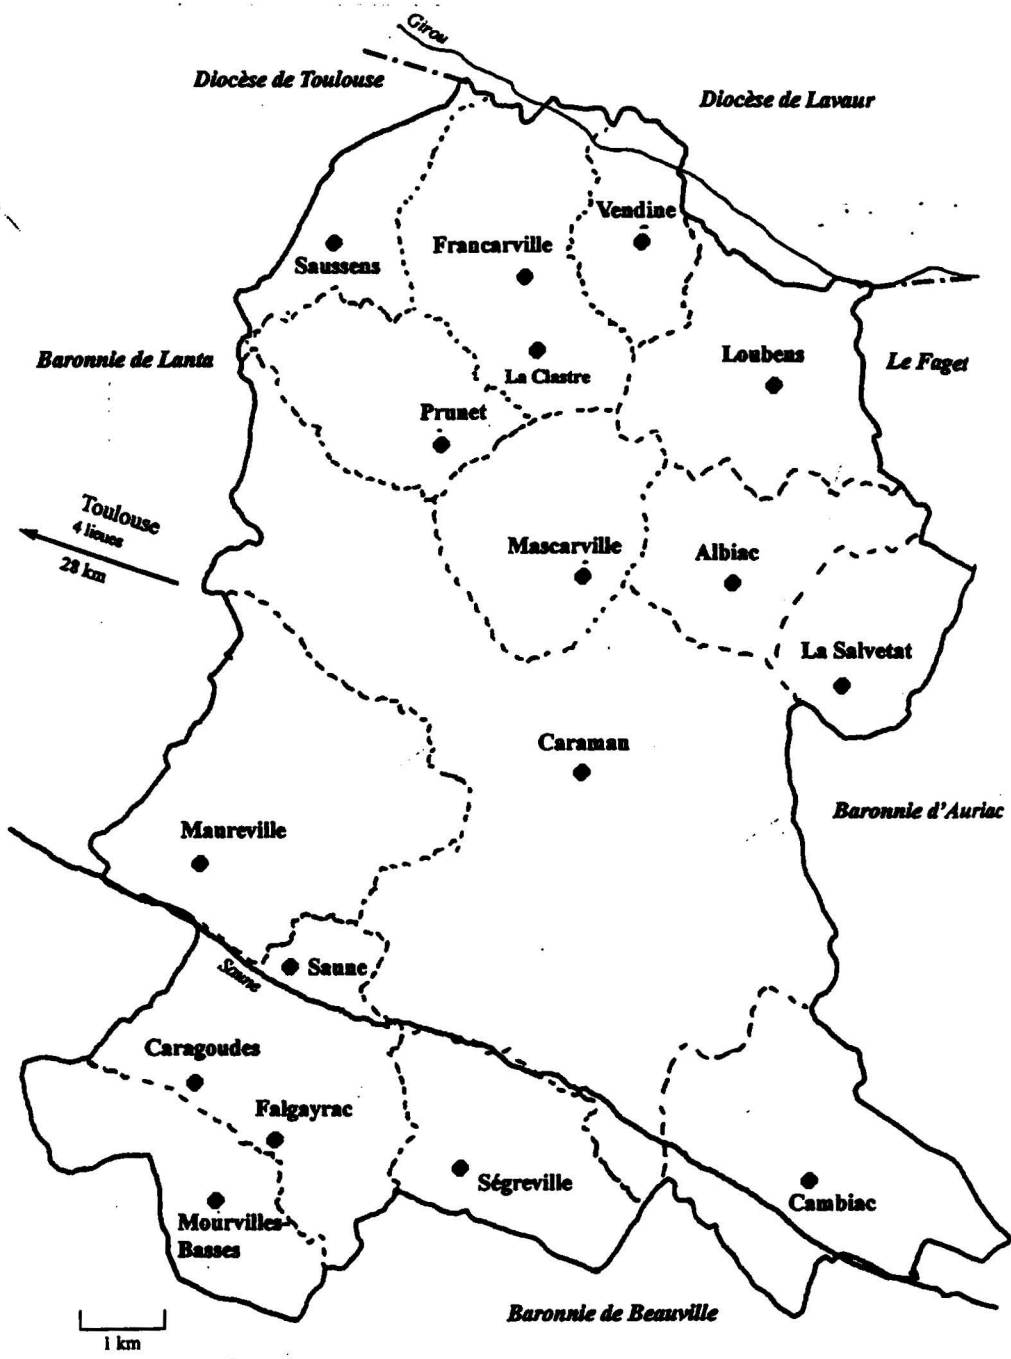 Girou
Diocèse de Toulouse
Diocèse de Lavaur
Vendine
Francarville
Saussens
Baronnie de Lanta
Loubens
Le Faget
La Clastre
Prunet
Toulouse
4 lieues
28 km
Mascarville
Albiac
La Salvetat
Caraman
Baronnie d'Auriac
Maureville
Saune
Saune
Caragoudes
Falgayrac
Ségreville
Cambiac
Mourvilles-
Basses
Baronnie de Beauville
1 km